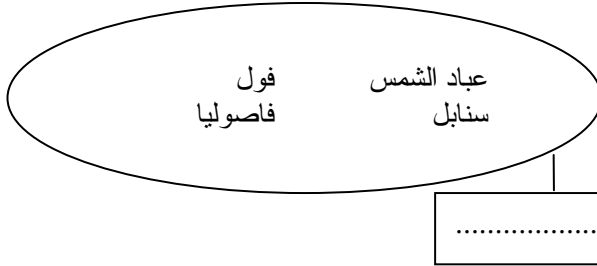 عباد الشمس فول
سنابل فاصوليا
..................